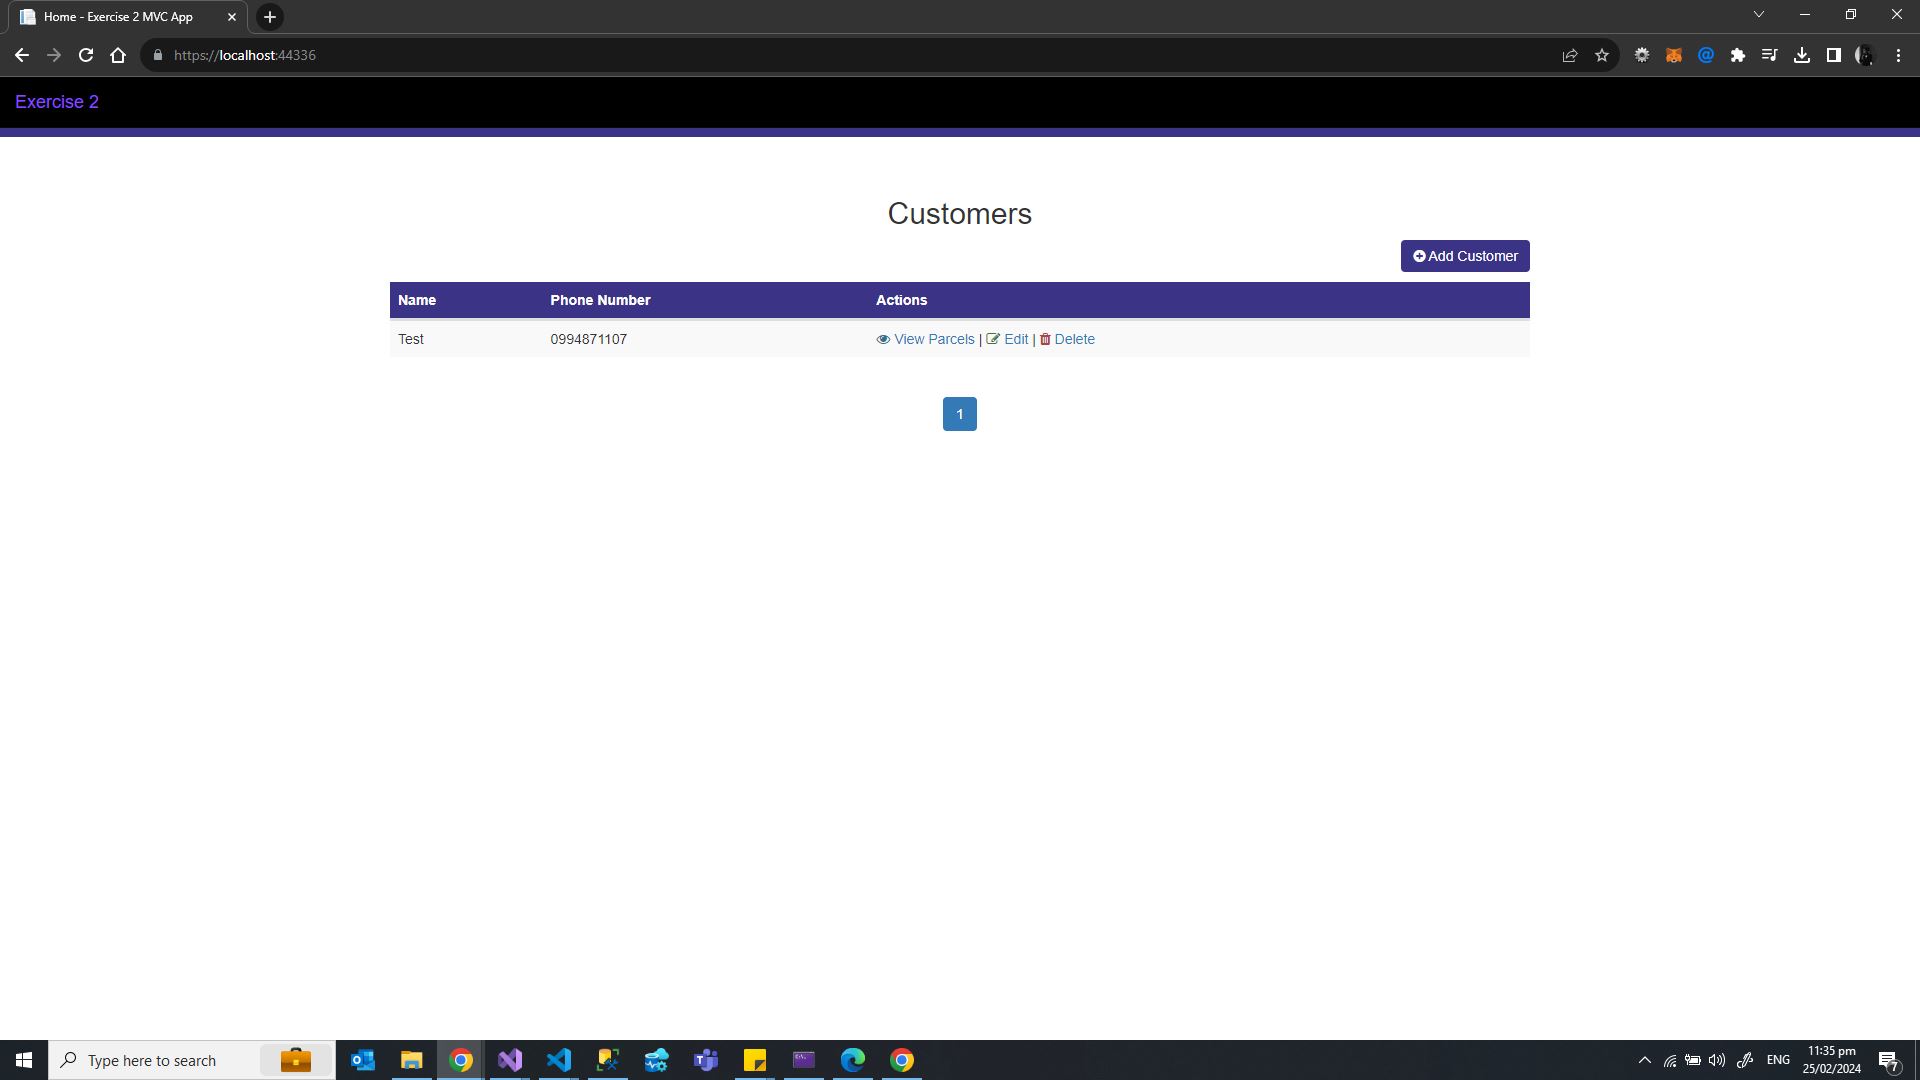 Home - Exercise 2 MVC App
https://localhost:44336
Exercise 2
Customers
Add Customer
Name Phone Number Actions
Test 0994871107 View Parcels | Edit | Delete
1
Type here to search
ENG
11:35 pm
25/02/2024
7